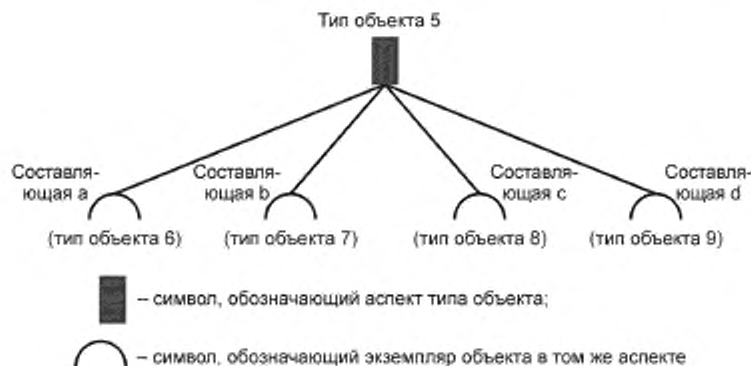 Тип объекта 5
Составля-
ющая a
Составля-
ющая b
Составля-
ющая c
Составля-
ющая d
(тип объекта 6)
(тип объекта 7)
(тип объекта 8)
(тип объекта 9)
– символ, обозначающий аспект типа объекта;
– символ, обозначающий экземпляр объекта в том же аспекте